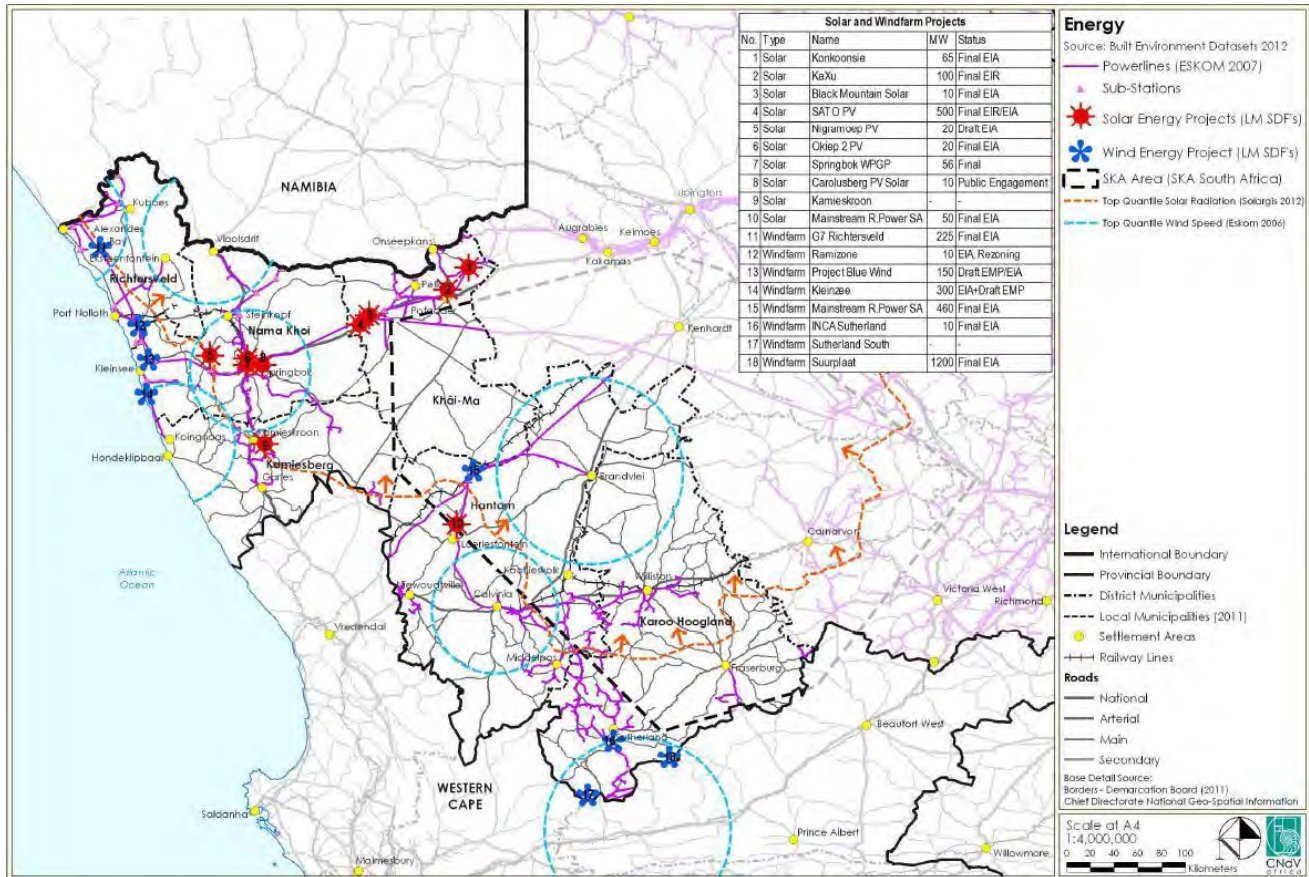 Solar and Windfarm Projects
No. Type Name MW Status
1 Solar Konkoonsie 65 Final EIA
2 Solar KaXu 100 Final EIR
3 Solar Black Mountain Solar 10 Final EIA
4 Solar SATO PV 500 Final EIR/EIA
5 Solar Nigramoep PV 20 Draft EIA
6 Solar Okiep 2 PV 20 Final EIA
7 Solar Springbok WPGP 56 Final
8 Solar Carolusberg PV Solar 10 Public Engagement
9 Solar Kamieskroon - -
10 Solar Mainstream R.Power SA 50 Final EIA
11 Windfarm G7 Richtersveld 225 Final EIA
12 Windfarm Ramizone 10 EIA, Rezoning
13 Windfarm Project Blue Wind 150 Draft EMP/EIA
14 Windfarm Kleinzee 300 EIA+Draft EMP
15 Windfarm Mainstream R.Power SA 460 Final EIA
16 Windfarm INCA Sutherland 10 Final EIA
17 Windfarm Sutherland South - -
18 Windfarm Suurplaat 1200 Final EIA
Energy
Source: Built Environment Datasets 2012
Powerlines (ESKOM 2007)
Sub-Stations
Solar Energy Projects (LM SDF's)
Wind Energy Project (LM SDF's)
SKA Area (SKA South Africa)
Top Quantile Solar Radiation (Solargis 2012)
Top Quantile Wind Speed (Eskom 2006)
NAMIBIA
Kubaes
Alexander
Bay
Vioolsdrif
Richtersveld
Port Nolloth
Steinkopf
Nama Khoi
Kleinsee
Koingnaas
Hondeklipbaai
Kamiesberg
Garies
Onseepkans
Augrabies
Upington
Keimoes
Kakamas
Kenhardt
Khâi-Ma
Brandvlei
Hantam
Loeriesfontein
Calvinia
Williston
Karoo Hoogland
Middelpos
Fraserburg
Carnarvon
Victoria West
Richmond
Beaufort West
Atlantic
Ocean
Vredendal
WESTERN
CAPE
Saldanha
Malmesbury
Prince Albert
Willowmore
Legend
International Boundary
Provincial Boundary
District Municipalities
Local Municipalities (2011)
Settlement Areas
Railway Lines
Roads
National
Arterial
Main
Secondary
Base Detail Source:
Borders - Demarcation Board (2011)
Chief Directorate National Geo-Spatial Information
Scale at A4
1:4,000,000
0 20 40 60 80 100
Kilometers
CNdV
africa